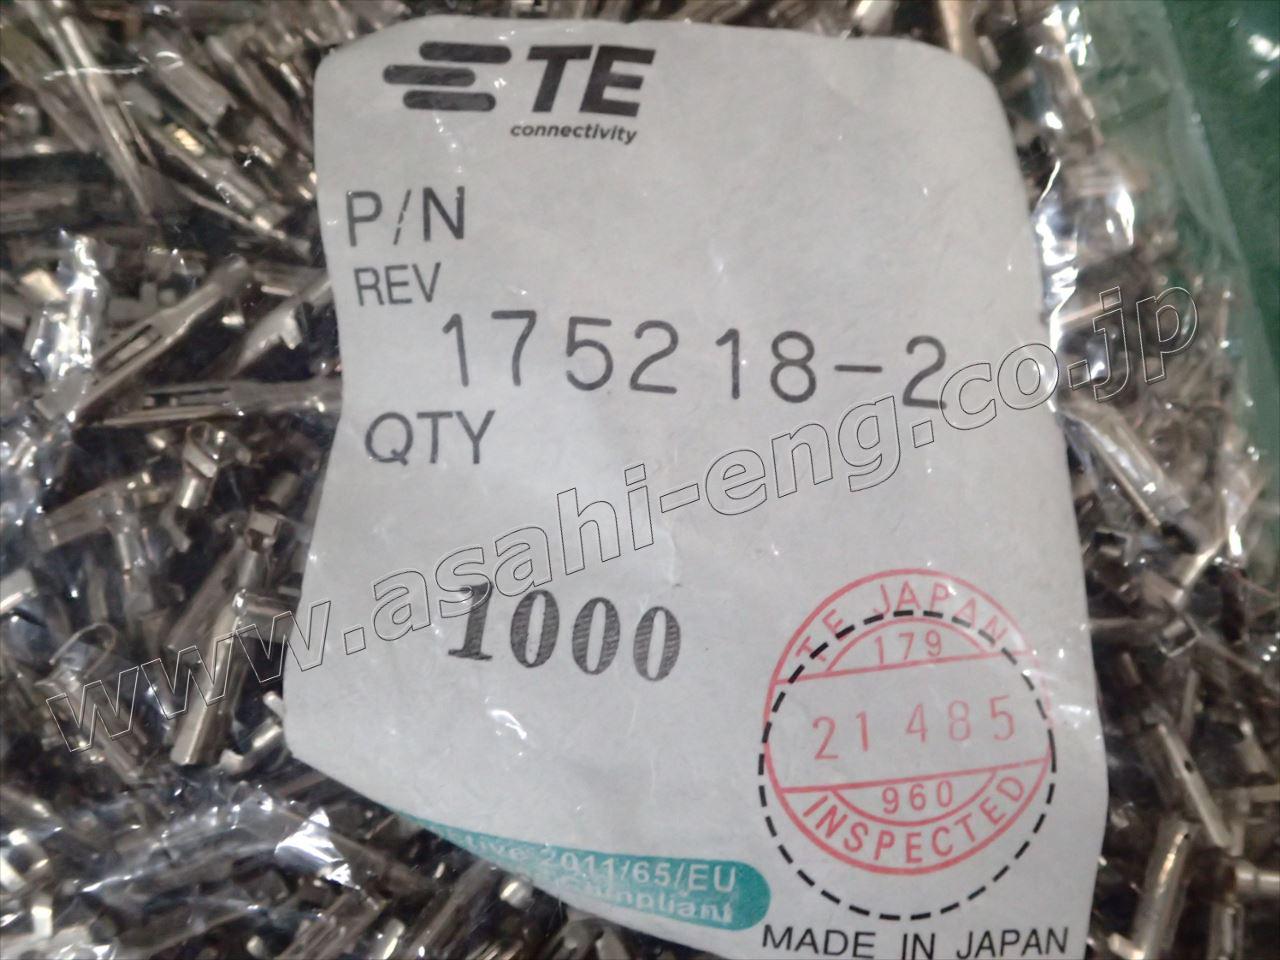 TE
connectivity
P/N
REV
175218-2
QTY
1000
www.asahi-eng.co.jp
TE JAPAN
179
21 485
960
INSPECTED
2011/65/EU
Compliant
MADE IN JAPAN